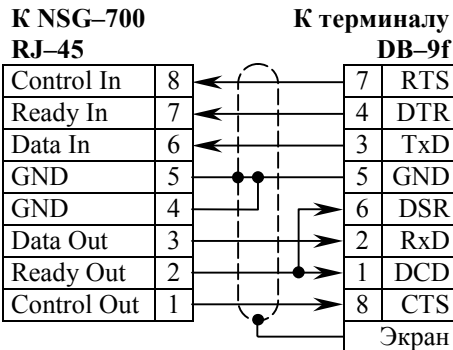 К NSG–700 К терминалу
RJ–45 DB–9f
Control In 8 7 RTS
Ready In 7 4 DTR
Data In 6 3 TxD
GND 5 5 GND
GND 4 6 DSR
Data Out 3 2 RxD
Ready Out 2 1 DCD
Control Out 1 8 CTS
Экран